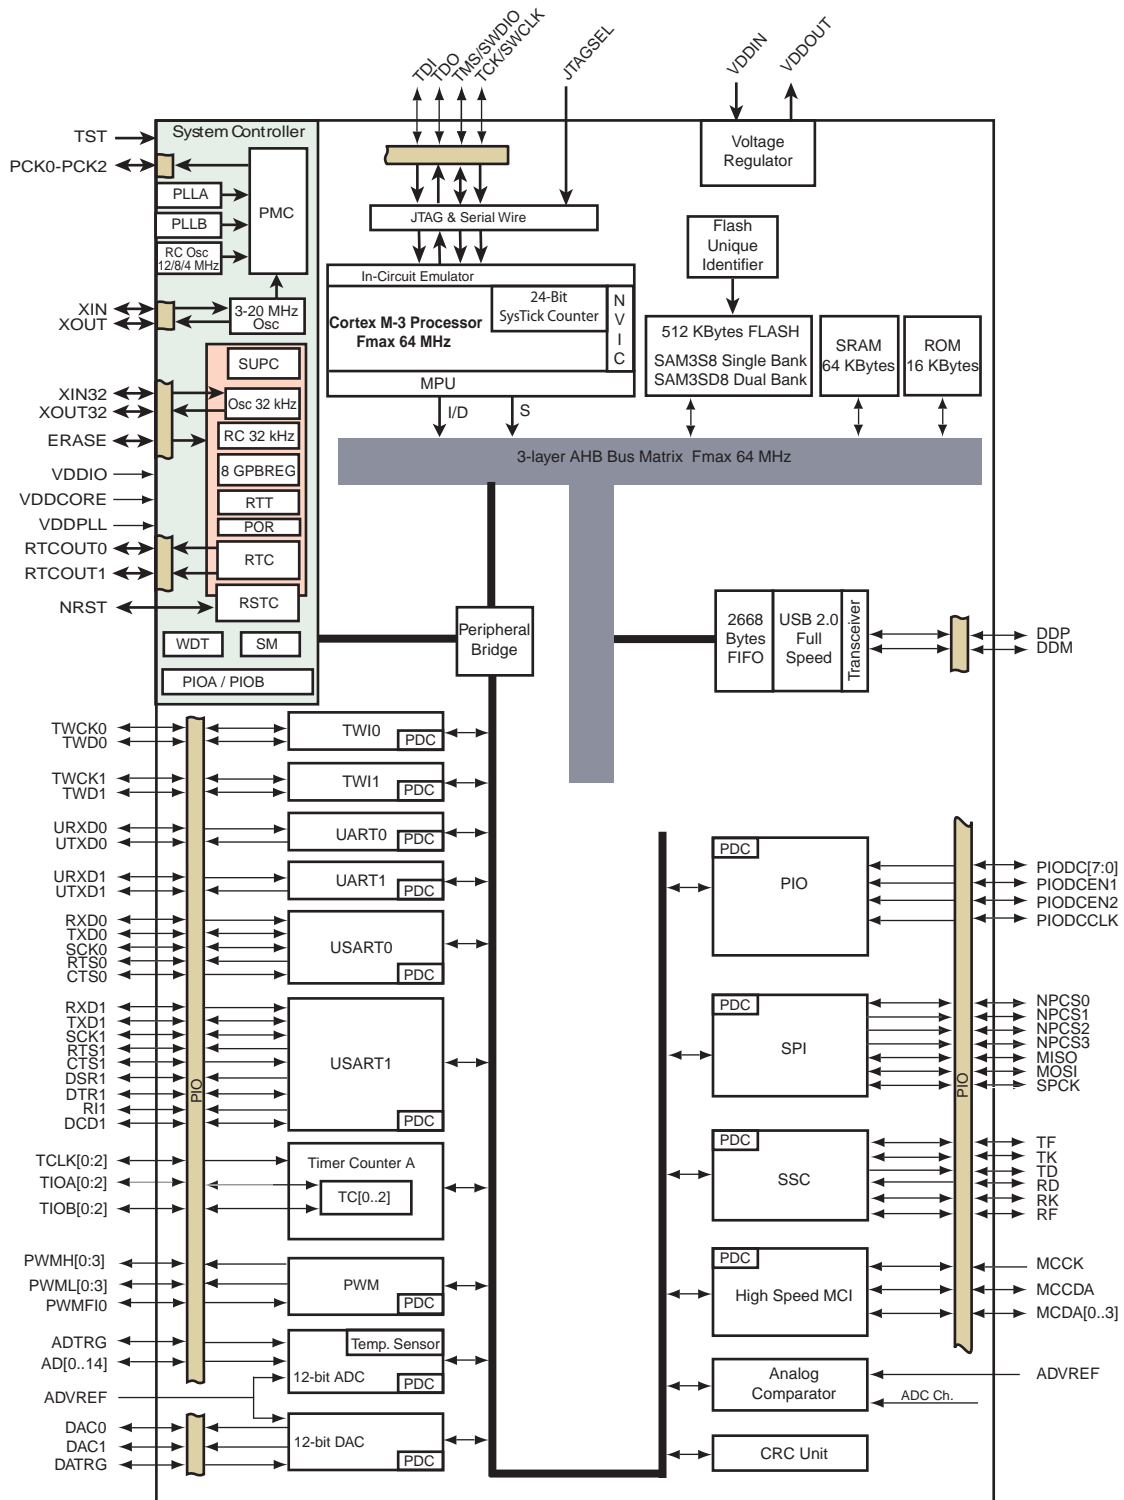 TDI
TDO
TMS/SWDIO
TCK/SWCLK
JTAGSEL
VDDIN
VDDOUT
System Controller
TST
PCK0-PCK2
PLLA
PLLB
RC Osc
12/8/4 MHz
PMC
XIN
XOUT
3-20 MHz
Osc
SUPC
XIN32
XOUT32
Osc 32 kHz
ERASE
RC 32 kHz
8 GPBREG
VDDIO
VDDCORE
RTT
VDDPLL
POR
RTCOUT0
RTCOUT1
RTC
NRST
RSTC
WDT
SM
PIOA / PIOB
JTAG & Serial Wire
In-Circuit Emulator
24-Bit
SysTick Counter
Cortex M-3 Processor
Fmax 64 MHz
N
V
I
C
MPU
I/D
S
Voltage
Regulator
Flash
Unique
Identifier
512 KBytes FLASH
SAM3S8 Single Bank
SAM3SD8 Dual Bank
SRAM
64 KBytes
ROM
16 KBytes
3-layer AHB Bus Matrix Fmax 64 MHz
Peripheral
Bridge
2668
Bytes
FIFO
USB 2.0
Full
Speed
Transceiver
DDP
DDM
TWCK0
TWD0
TWI0
PDC
TWCK1
TWD1
TWI1
PDC
URXD0
UTXD0
UART0
PDC
URXD1
UTXD1
UART1
PDC
RXD0
TXD0
SCK0
RTS0
CTS0
USART0
PDC
RXD1
TXD1
SCK1
RTS1
CTS1
DSR1
DTR1
RI1
DCD1
PIO
USART1
PDC
TCLK[0:2]
TIOA[0:2]
TIOB[0:2]
Timer Counter A
TC[0..2]
PWMH[0:3]
PWML[0:3]
PWMFI0
PWM
PDC
ADTRG
AD[0..14]
Temp. Sensor
12-bit ADC
PDC
ADVREF
DAC0
DAC1
DATRG
12-bit DAC
PDC
PDC
PIO
PIODC[7:0]
PIODCEN1
PIODCEN2
PIODCCLK
PDC
SPI
PIO
NPCS0
NPCS1
NPCS2
NPCS3
MISO
MOSI
SPCK
PDC
SSC
TF
TK
TD
RD
RK
RF
PDC
High Speed MCI
MCCK
MCCDA
MCDA[0..3]
Analog
Comparator
ADVREF
ADC Ch.
CRC Unit